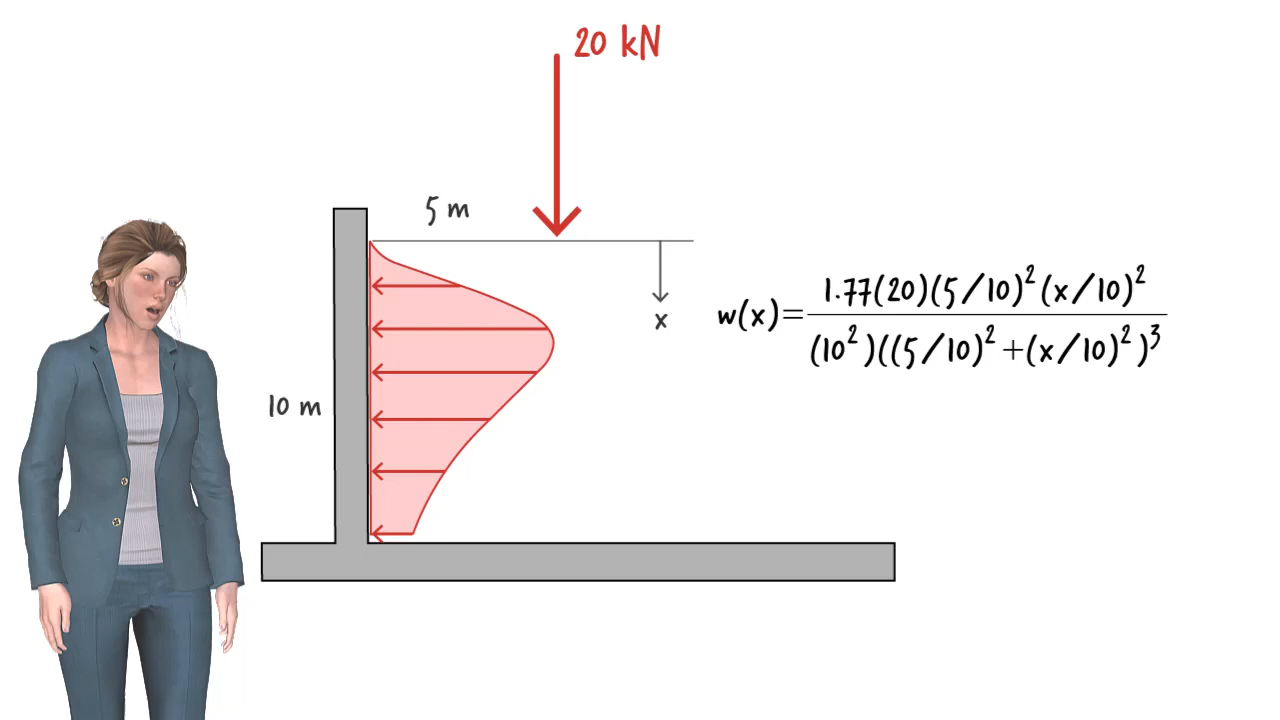 20 kN
5 m
x
10 m
w(x)=1.77(20)(5/10)²(x/10)²
(10²)((5/10)²+(x/10)²)³